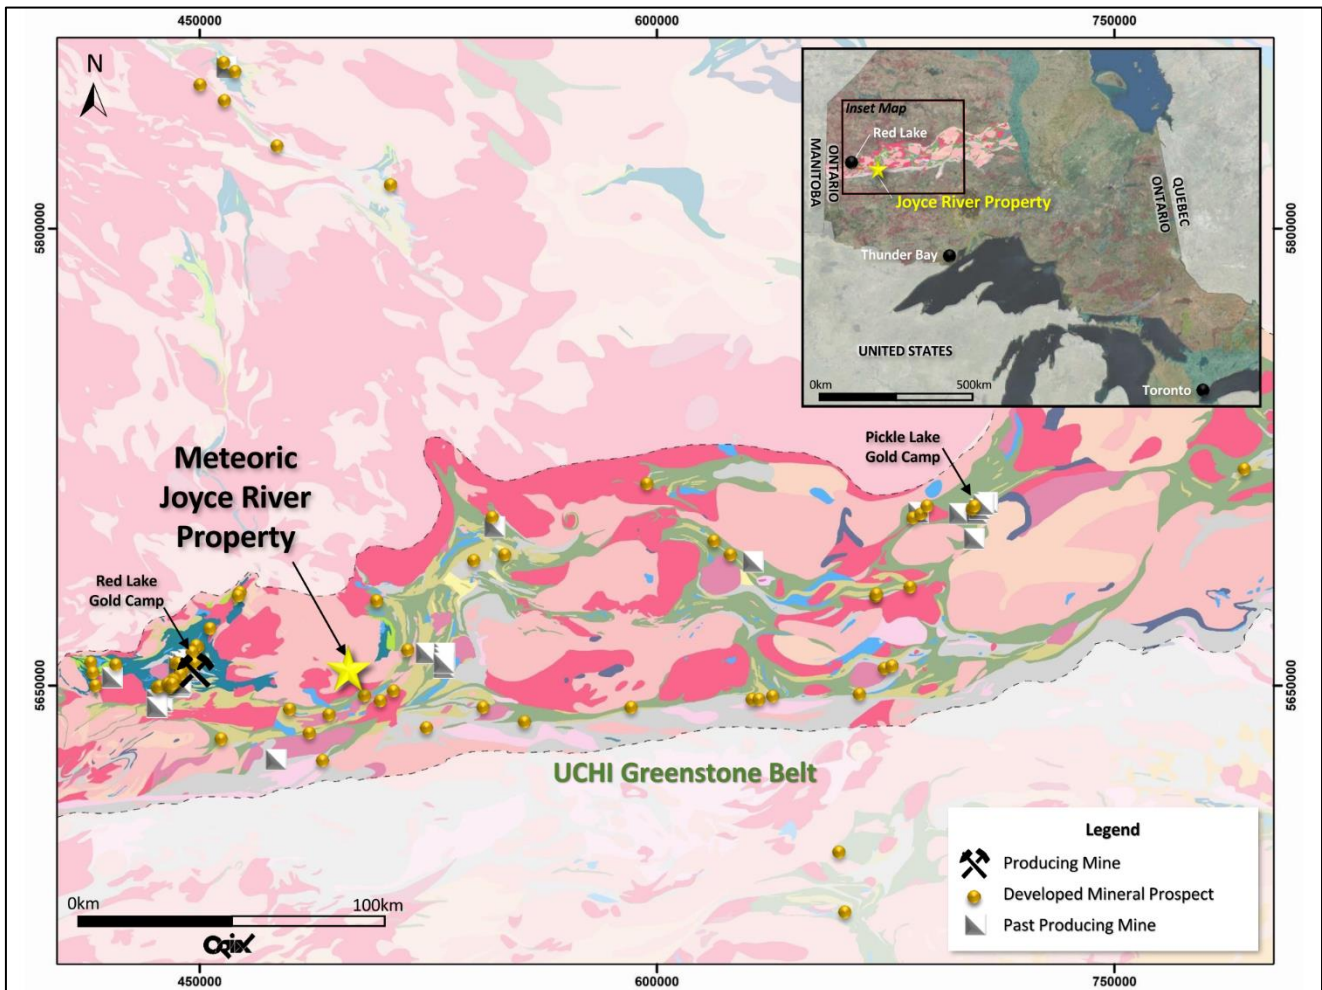 450000
600000
750000
N
Inset Map
Red Lake
ONTARIO
MANITOBA
Joyce River Property
QUEBEC
ONTARIO
Thunder Bay
UNITED STATES
Toronto
0km
500km
5800000
5800000
Meteoric
Joyce River
Property
Pickle Lake
Gold Camp
Red Lake
Gold Camp
5650000
5650000
UCHI Greenstone Belt
Legend
Producing Mine
Developed Mineral Prospect
Past Producing Mine
0km
100km
Ogix
450000
600000
750000